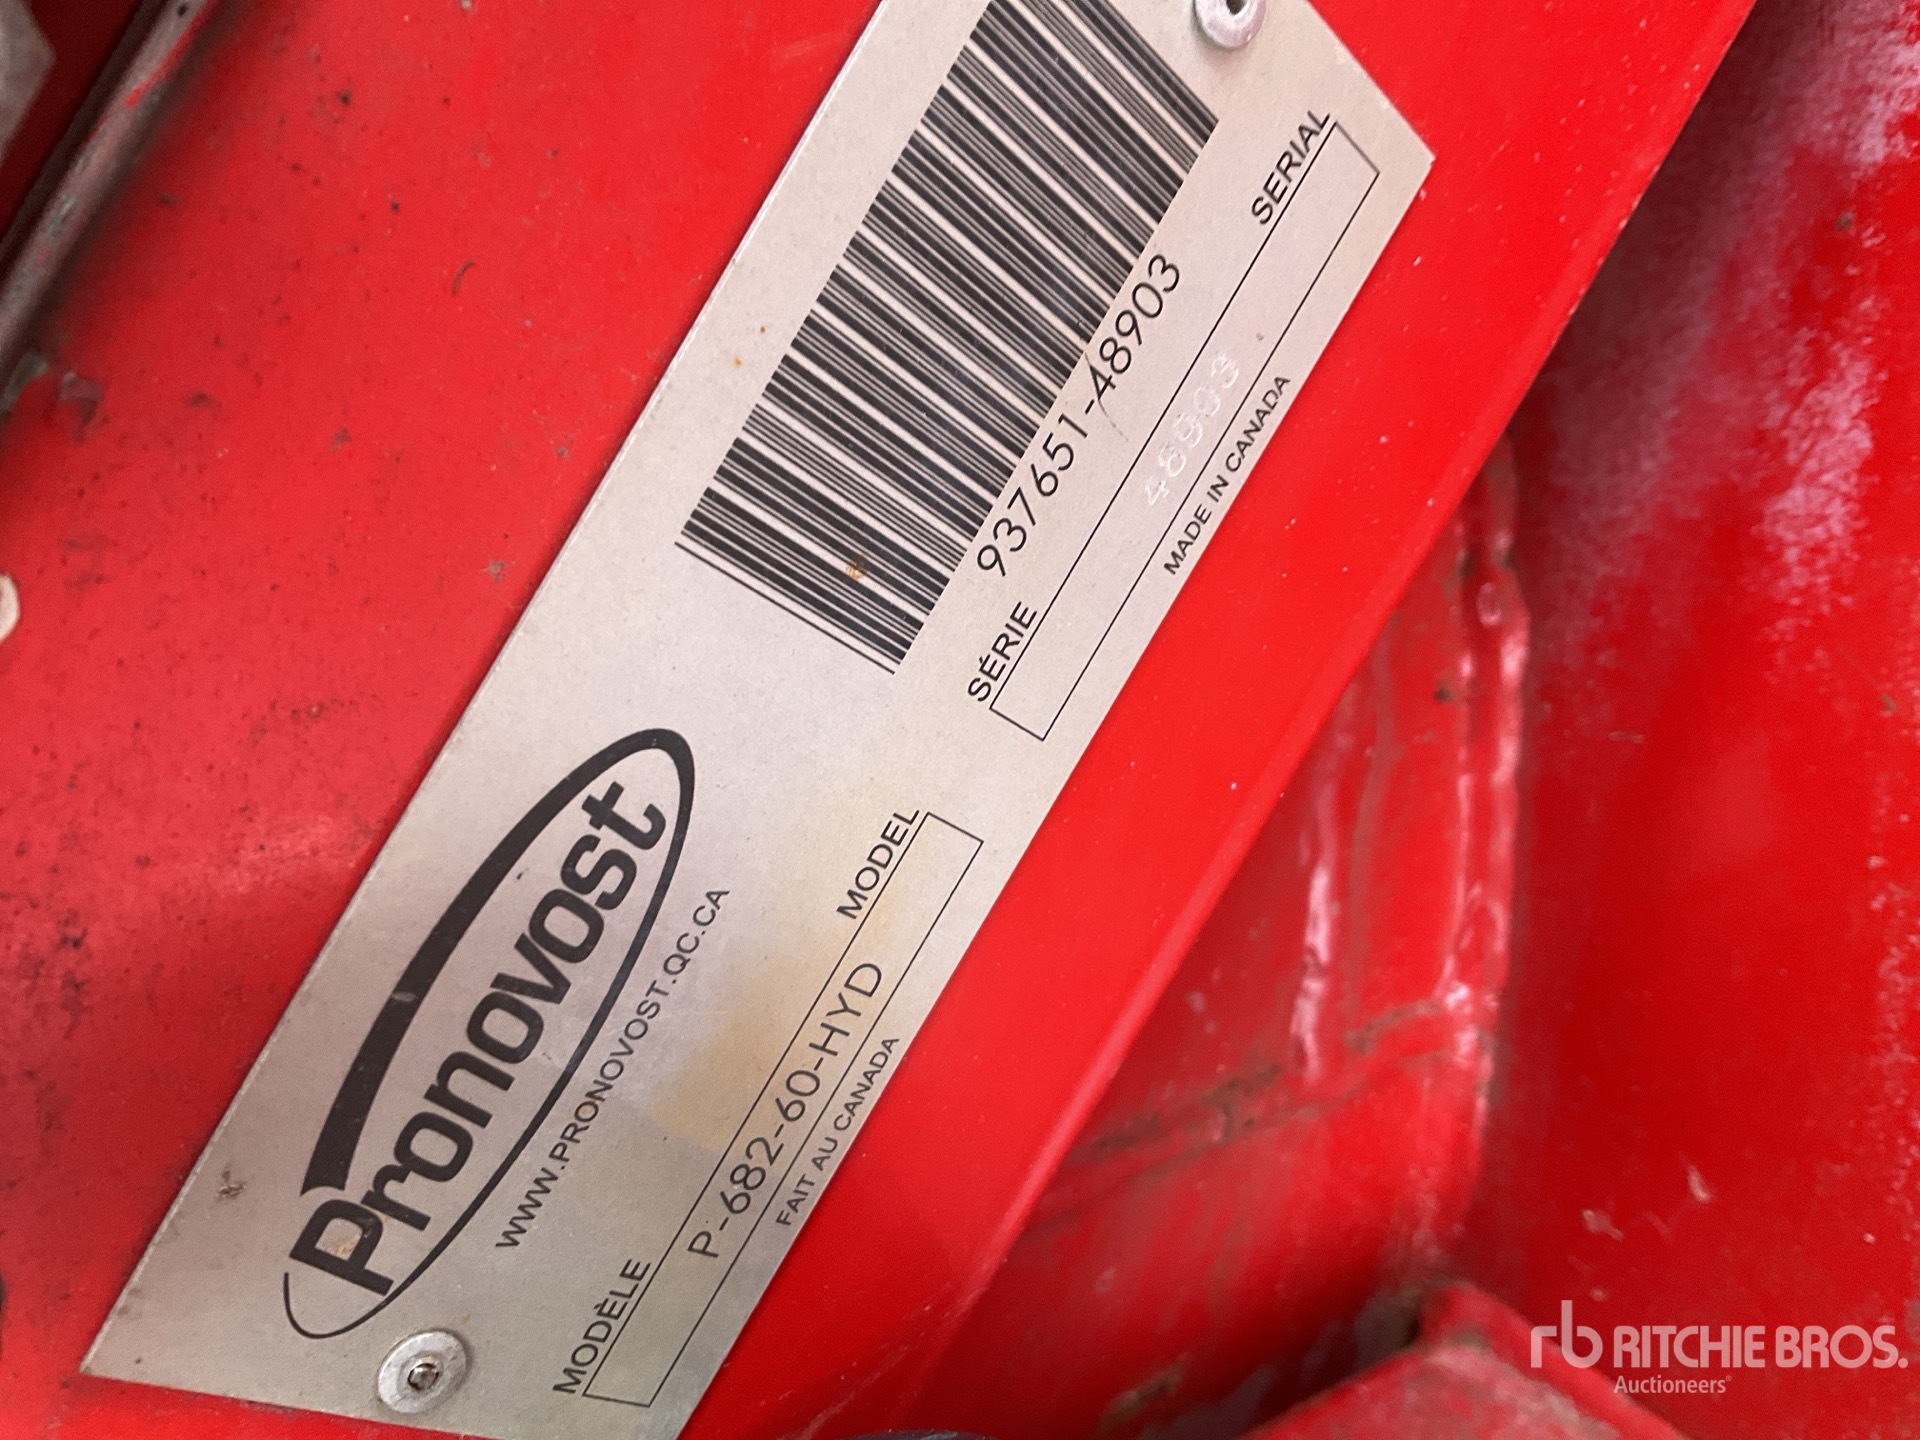 Pronovost
WWW.PRONOVOST.QC.CA
MODÈLE MODEL
P-682-60-HYD
FAIT AU CANADA
937651-48903
SÉRIE SERIAL
48903
MADE IN CANADA
rb RITCHIE BROS.
Auctioneers